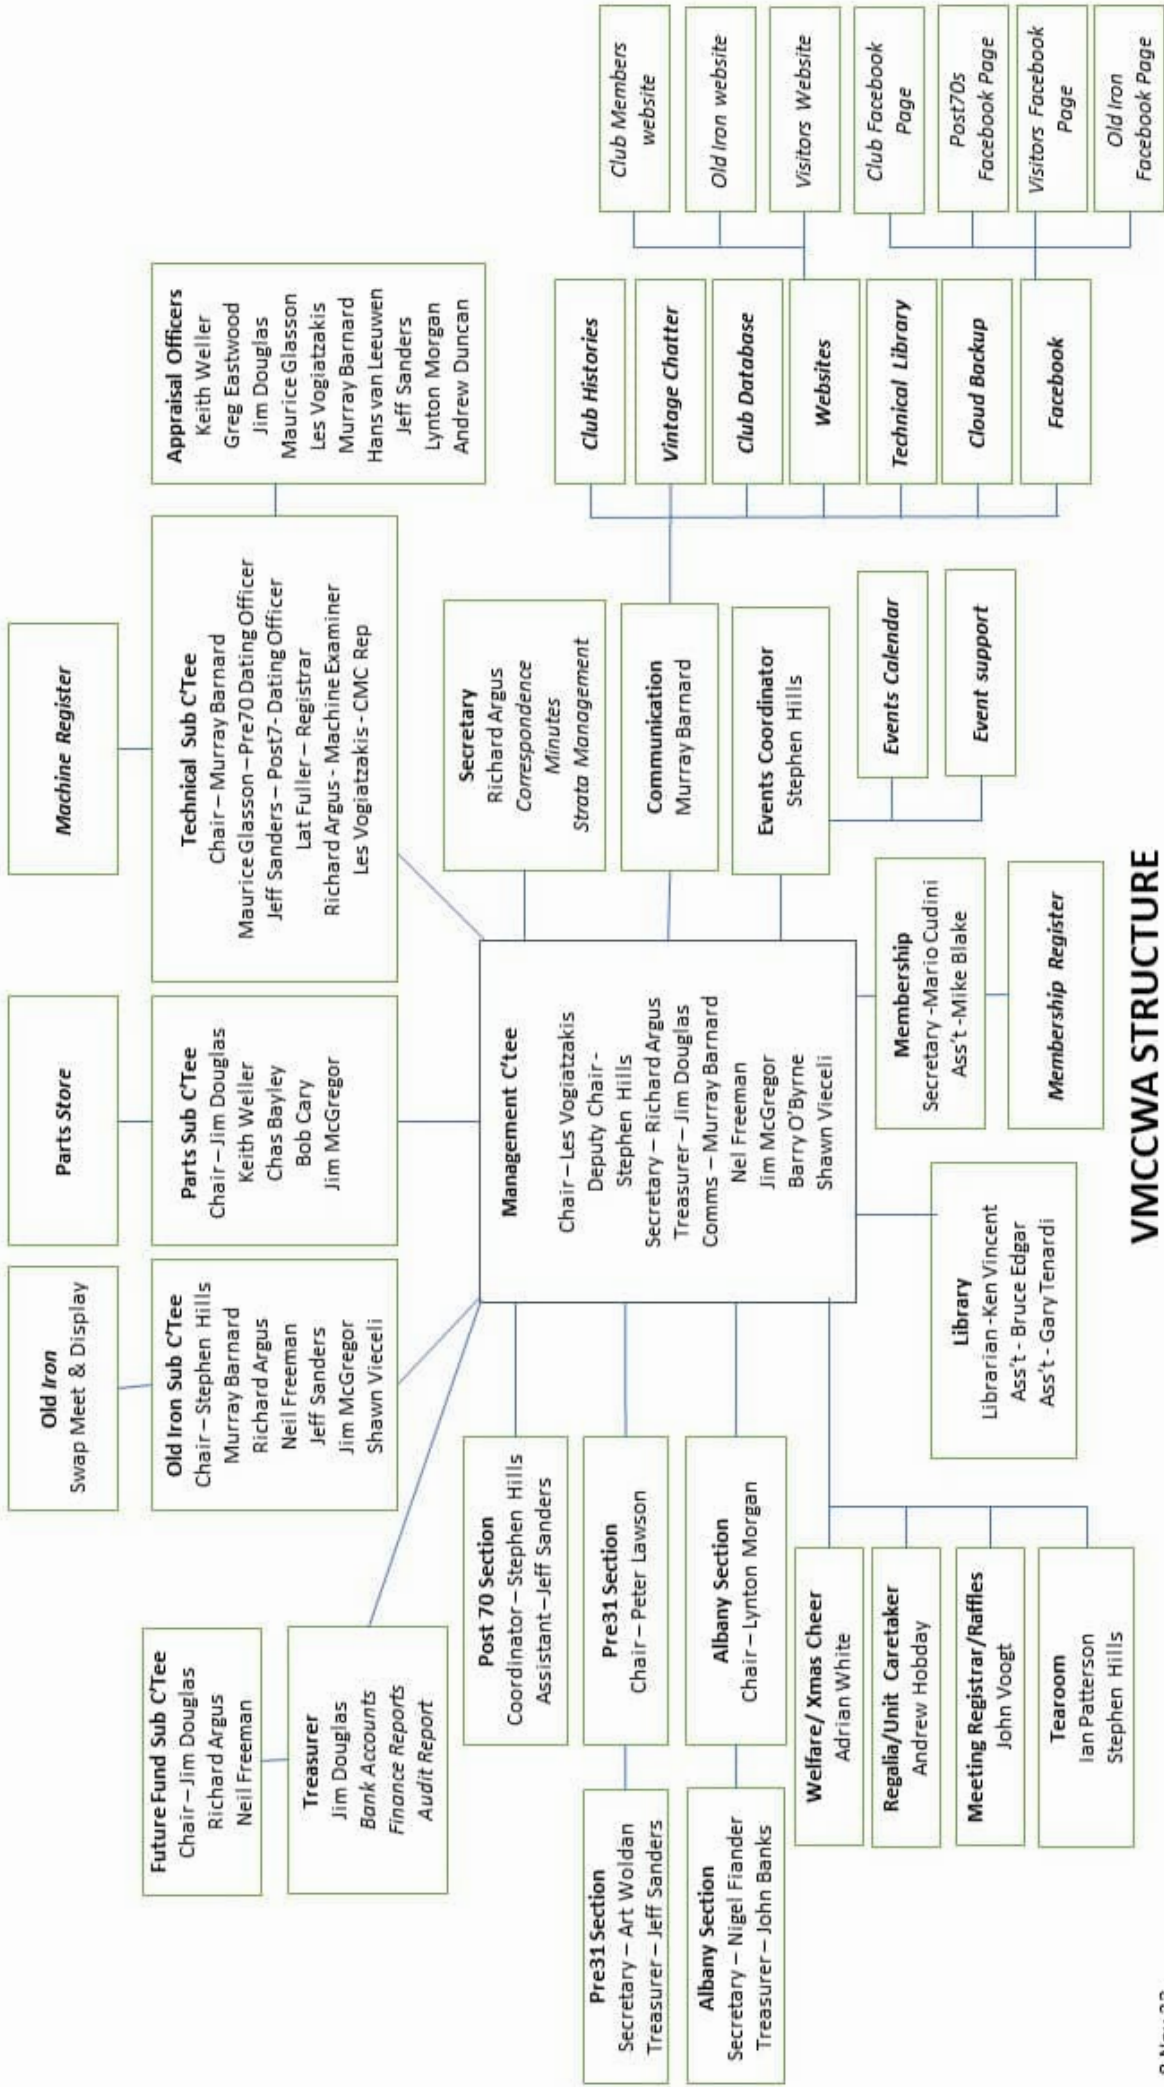 Old Iron
Swap Meet & Display
Parts Store
Machine Register
Future Fund Sub C'Tee
Chair – Jim Douglas
Richard Argus
Neil Freeman
Old Iron Sub C'Tee
Chair – Stephen Hills
Murray Barnard
Richard Argus
Neil Freeman
Jeff Sanders
Jim McGregor
Shawn Vieceli
Parts Sub C'Tee
Chair – Jim Douglas
Keith Weller
Chas Bayley
Bob Cary
Jim McGregor
Technical Sub C'Tee
Chair – Murray Barnard
Maurice Glasson – Pre70 Dating Officer
Jeff Sanders – Post7 - Dating Officer
Lat Fuller – Registrar
Richard Argus - Machine Examiner
Les Vogiatzakis - CMC Rep
Appraisal Officers
Keith Weller
Greg Eastwood
Jim Douglas
Maurice Glasson
Les Vogiatzakis
Murray Barnard
Hans van Leeuwen
Jeff Sanders
Lynton Morgan
Andrew Duncan
Treasurer
Jim Douglas
Bank Accounts
Finance Reports
Audit Report
Post 70 Section
Coordinator – Stephen Hills
Assistant – Jeff Sanders
Management C'tee
Chair – Les Vogiatzakis
Deputy Chair -
Stephen Hills
Secretary – Richard Argus
Treasurer – Jim Douglas
Comms – Murray Barnard
Nel Freeman
Jim McGregor
Barry O'Byrne
Shawn Vieceli
Secretary
Richard Argus
Correspondence
Minutes
Strata Management
Pre31 Section
Secretary – Art Woldan
Treasurer – Jeff Sanders
Pre31 Section
Chair – Peter Lawson
Communication
Murray Barnard
Albany Section
Secretary – Nigel Fiander
Treasurer – John Banks
Albany Section
Chair – Lynton Morgan
Events Coordinator
Stephen Hills
Club Histories
Vintage Chatter
Club Database
Websites
Technical Library
Cloud Backup
Facebook
Club Members
website
Old Iron website
Visitors Website
Club Facebook
Page
Post70s
Facebook Page
Visitors Facebook
Page
Old Iron
Facebook Page
Welfare/ Xmas Cheer
Adrian White
Regalia/Unit Caretaker
Andrew Hobday
Meeting Registrar/Raffles
John Voogt
Tearoom
Ian Patterson
Stephen Hills
Library
Librarian -Ken Vincent
Ass't - Bruce Edgar
Ass't - Gary Tenardi
Membership
Secretary -Mario Cudini
Ass't -Mike Blake
Membership Register
Events Calendar
Event support
VMCCWA STRUCTURE